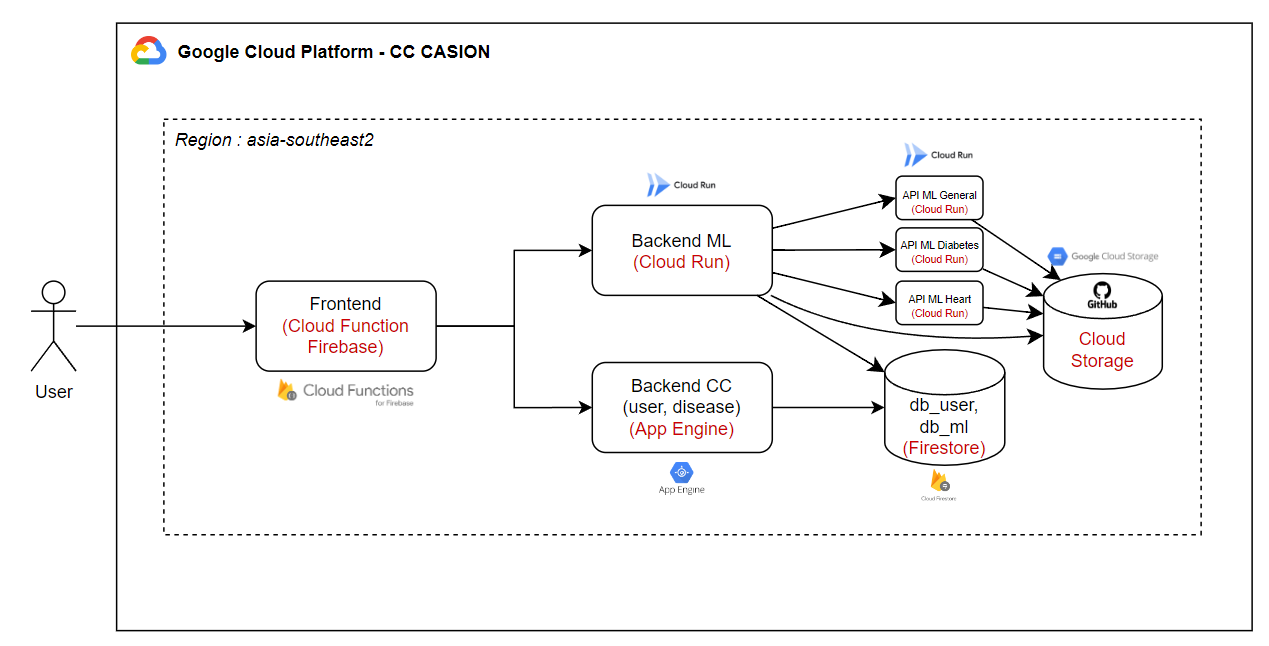 Google Cloud Platform - CC CASION
Region : asia-southeast2
User
Frontend
(Cloud Function
Firebase)
Cloud Functions
for Firebase
Cloud Run
Backend ML
(Cloud Run)
Backend CC
(user, disease)
(App Engine)
App Engine
Cloud Run
API ML General
(Cloud Run)
API ML Diabetes
(Cloud Run)
API ML Heart
(Cloud Run)
db_user,
db_ml
(Firestore)
Cloud Firestore
Google Cloud Storage
GitHub
Cloud
Storage